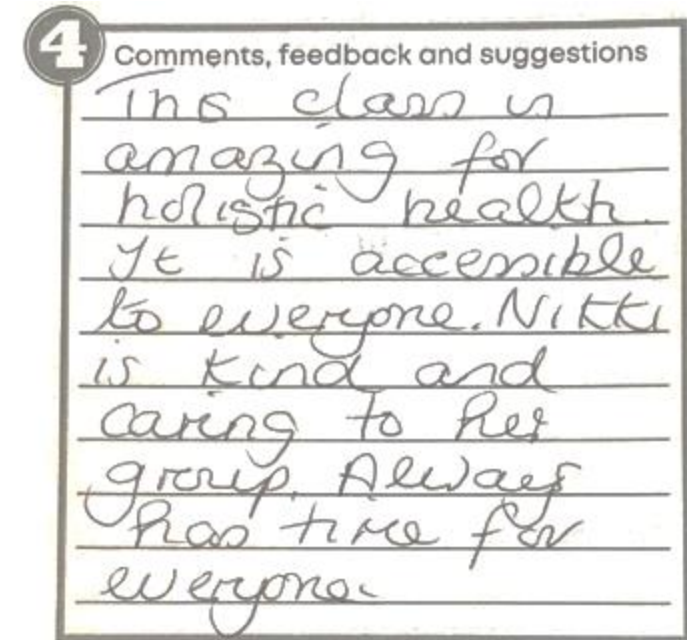 4
Comments, feedback and suggestions
This class is
amazing for
holistic health.
It is accessible
to everyone. Nikki
is kind and
caring to her
group. Always
has time for
everyone.